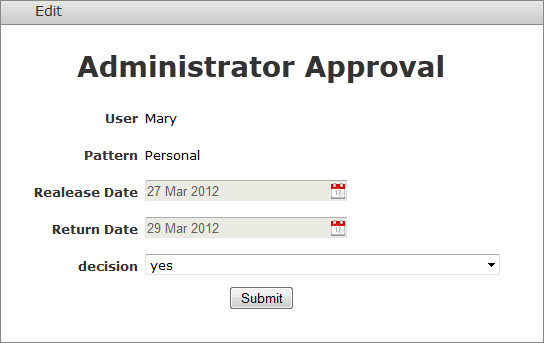 Edit
Administrator Approval
User Mary
Pattern Personal
Realease Date 27 Mar 2012
Return Date 29 Mar 2012
decision yes
Submit